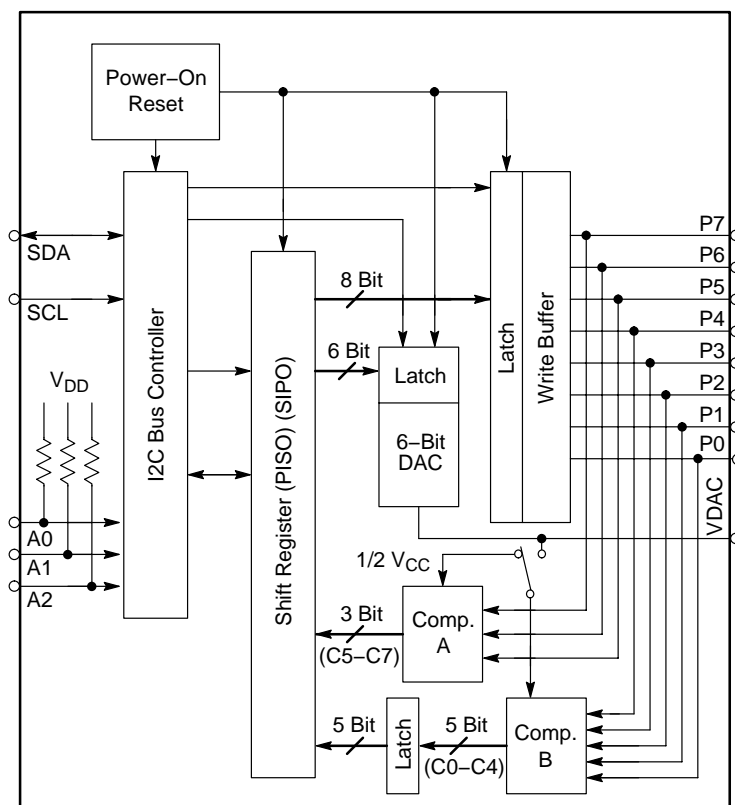 Power−On
Reset
SDA
SCL
V_DD
A0
A1
A2
I2C Bus Controller
Shift Register (PISO) (SIPO)
8 Bit
6 Bit
Latch
6−Bit
DAC
Latch
Write Buffer
P7
P6
P5
P4
P3
P2
P1
P0
VDAC
1/2 V_CC
3 Bit
(C5−C7)
Comp.
A
5 Bit
Latch
5 Bit
(C0−C4)
Comp.
B